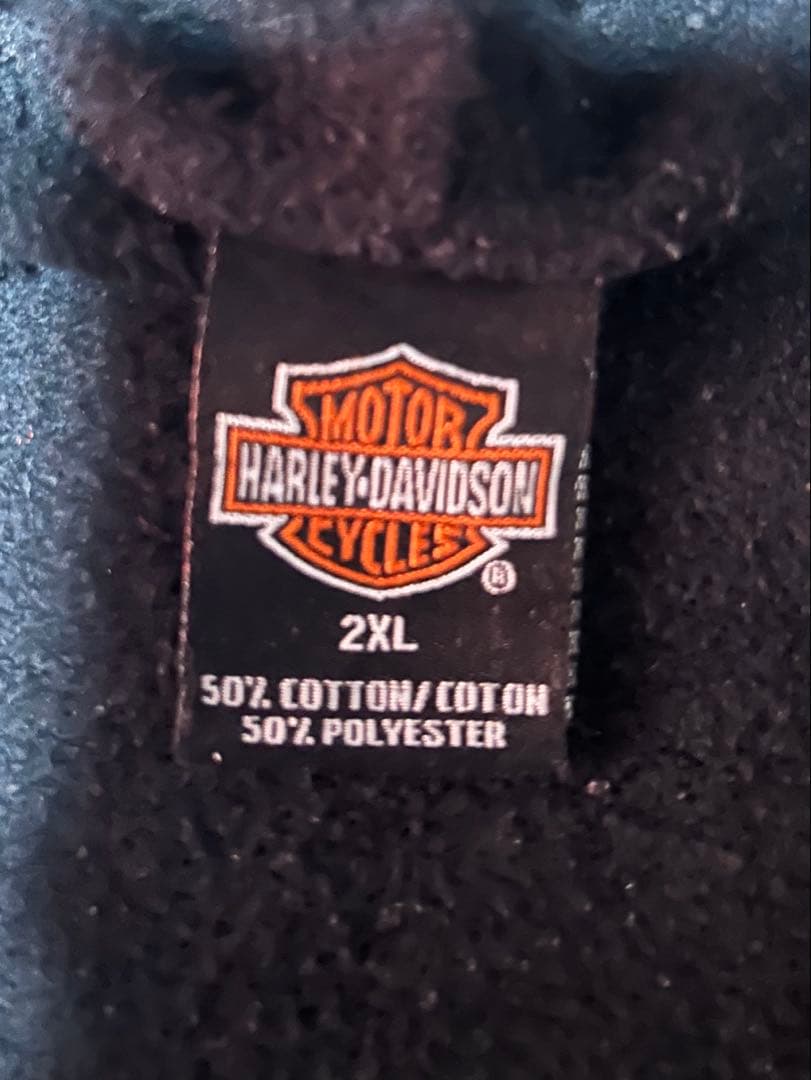 MOTOR
HARLEY-DAVIDSON
CYCLES
®
2XL
50% COTTON/COTON
50% POLYESTER